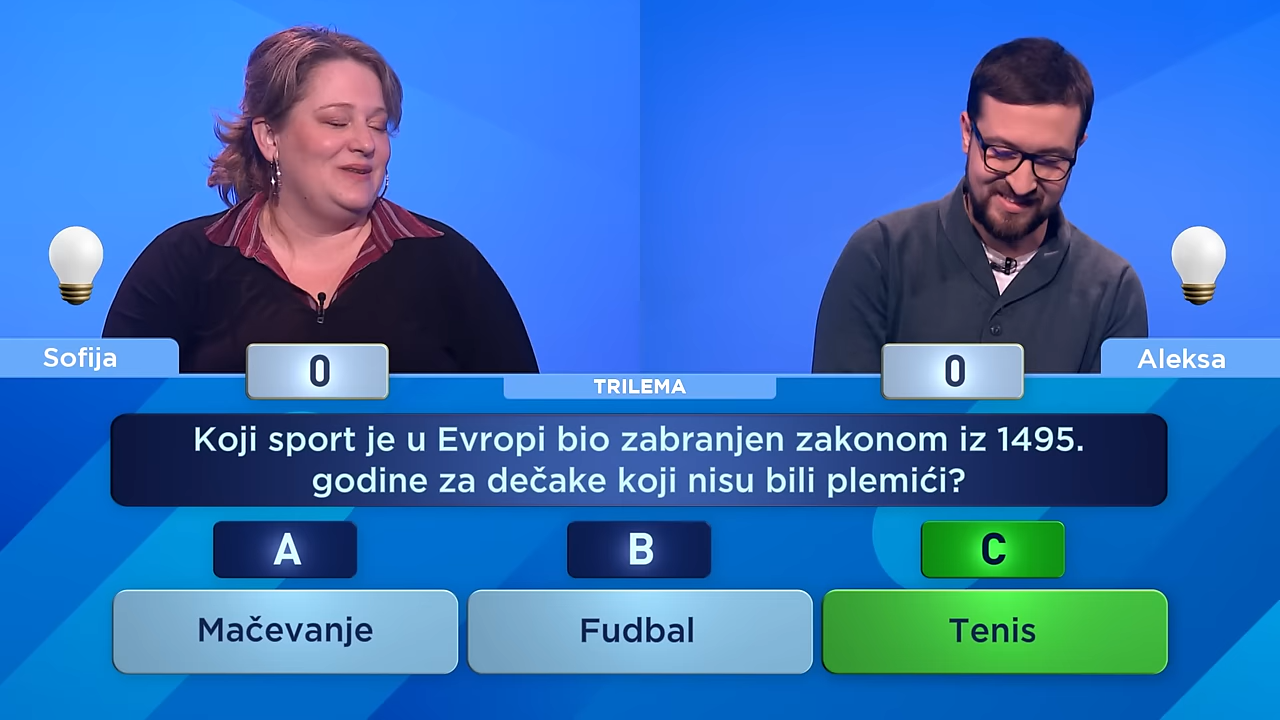 Sofija
0
TRILEMA
0
Aleksa
Koji sport je u Evropi bio zabranjen zakonom iz 1495.
godine za dečake koji nisu bili plemići?
A
B
C
Mačevanje
Fudbal
Tenis